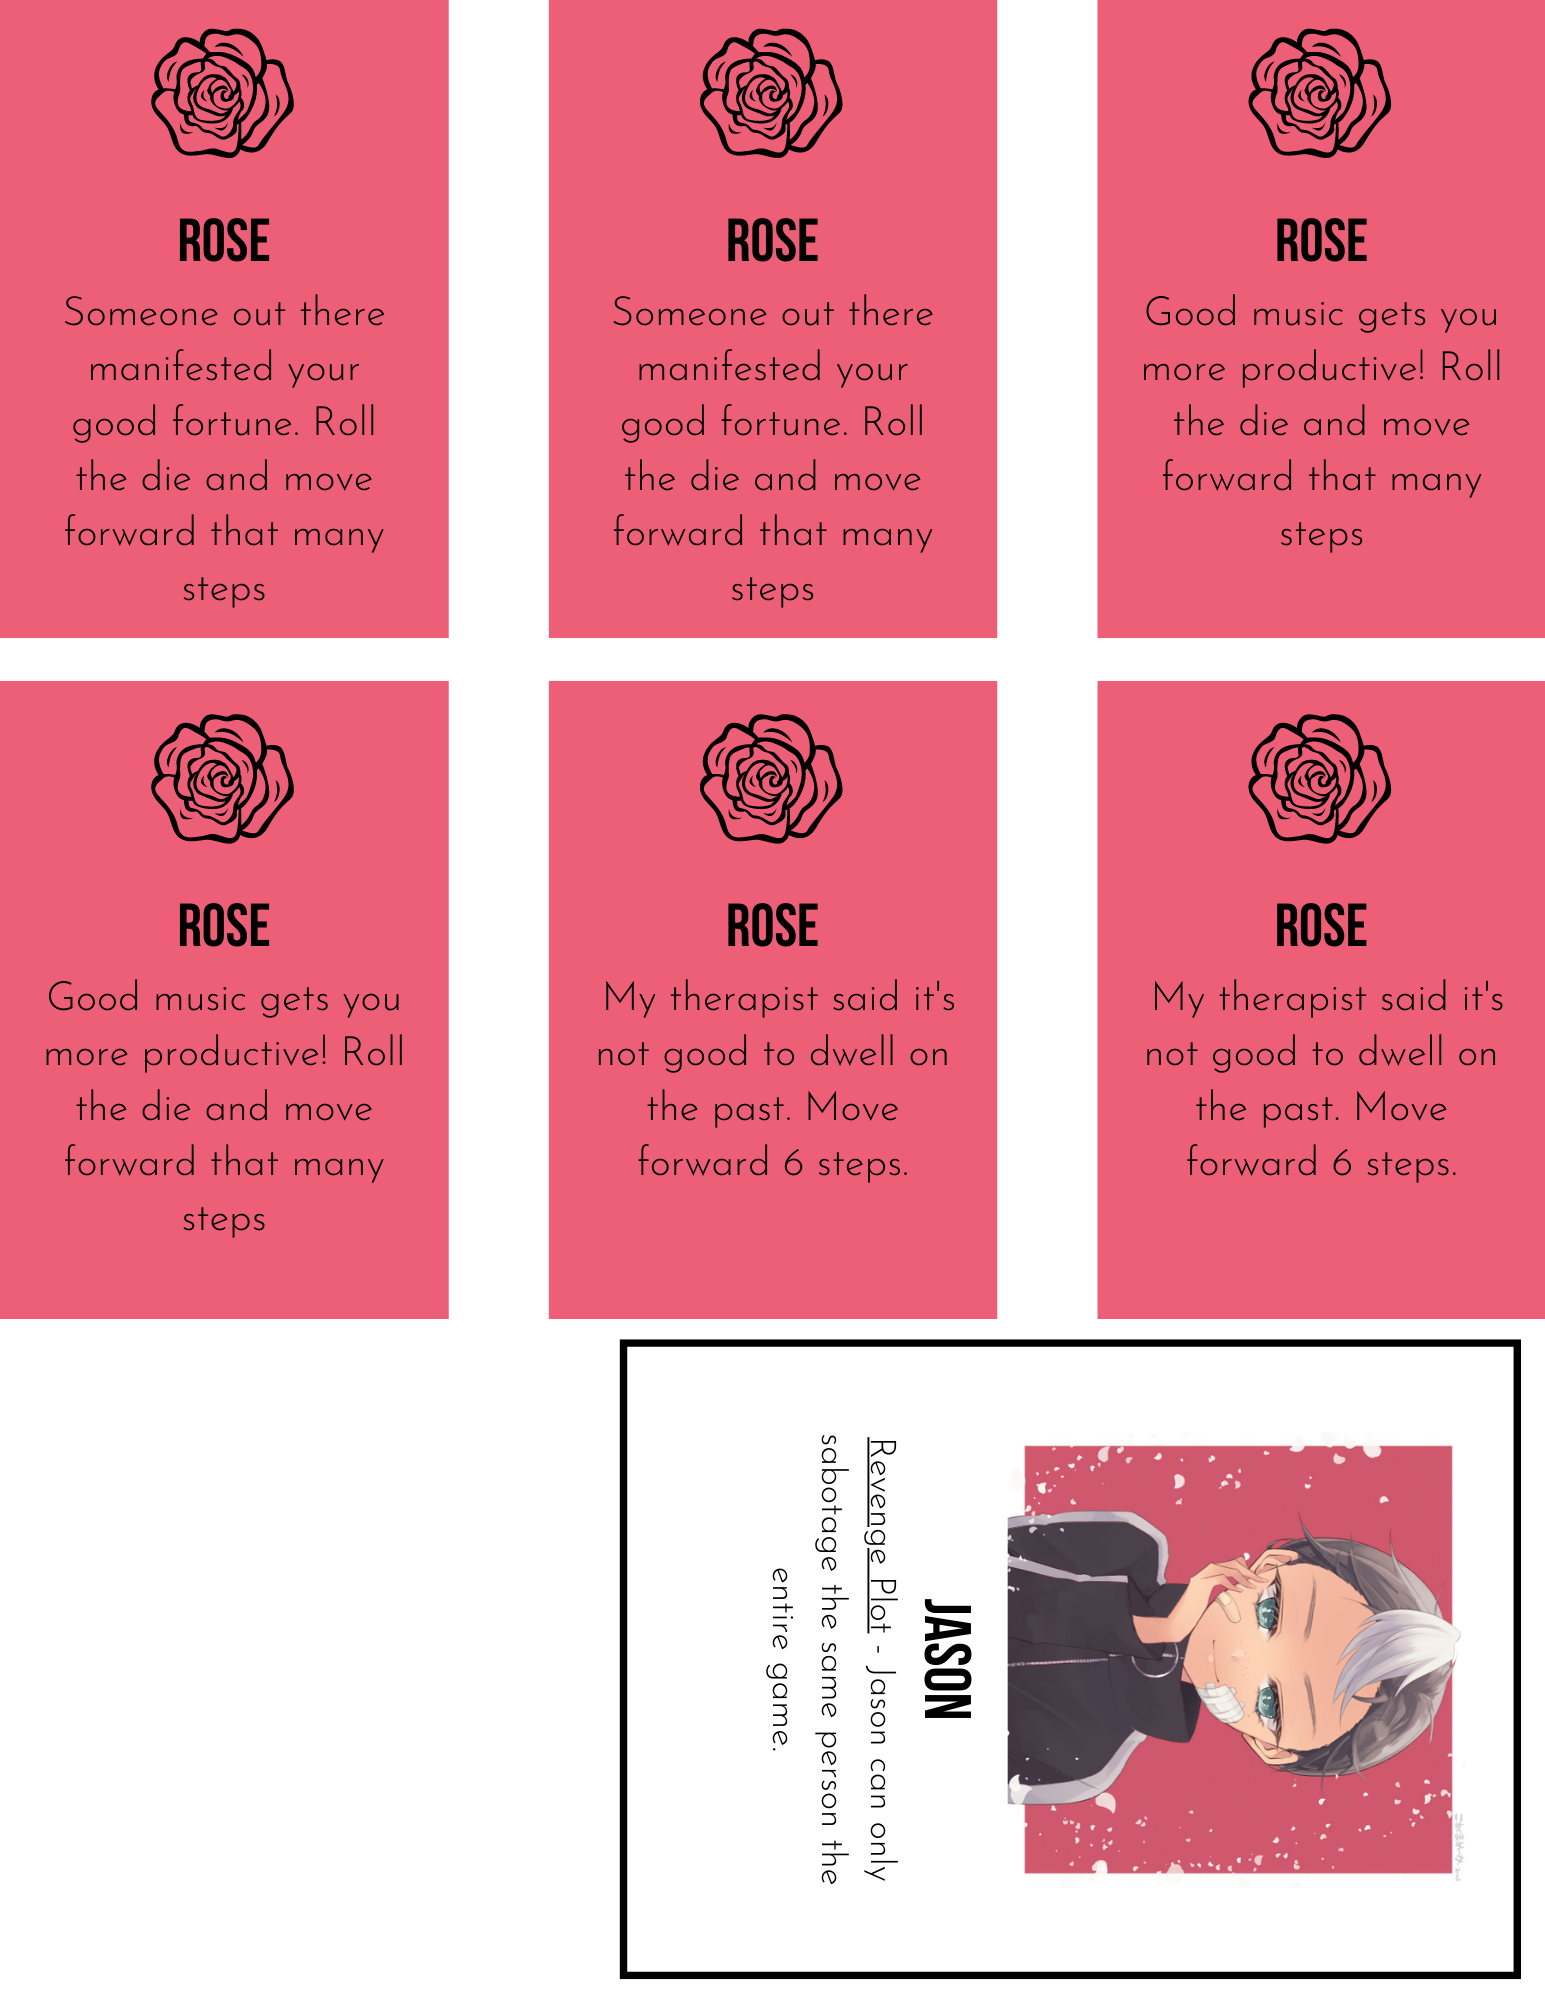 ROSE
Someone out there
manifested your
good fortune. Roll
the die and move
forward that many
steps
ROSE
Someone out there
manifested your
good fortune. Roll
the die and move
forward that many
steps
ROSE
Good music gets you
more productive! Roll
the die and move
forward that many
steps
ROSE
Good music gets you
more productive! Roll
the die and move
forward that many
steps
ROSE
My therapist said it's
not good to dwell on
the past. Move
forward 6 steps.
ROSE
My therapist said it's
not good to dwell on
the past. Move
forward 6 steps.
JASON
Revenge Plot - Jason can only
sabotage the same person the
entire game.